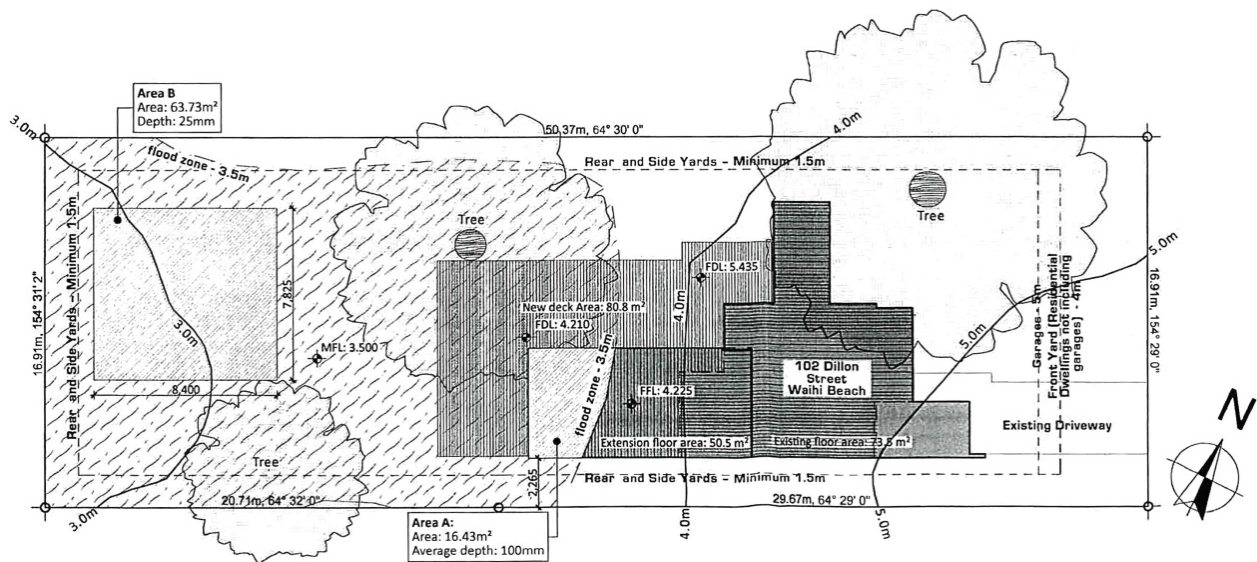 Area B
Area: 63.73m²
Depth: 25mm
3.0m
flood zone - 3.5m
50.37m, 64° 30' 0"
4.0m
Rear and Side Yards - Minimum 1.5m
Tree
Tree
5.0m
16.91m, 154° 31' 2"
Rear and Side Yards - Minimum 1.5m
3.0m
7,825
8,400
MFL: 3.500
New deck Area: 80.8 m²
FDL: 4.210
FDL: 5.435
4.0m
flood zone - 3.5m
FFL: 4.225
Extension floor area: 50.5 m²
102 Dillon
Street
Waihi Beach
Existing floor area: 73.5 m²
5.0m
Garages - 5m
Front Yard (Residential
Dwellings not including
garages) - 4m
16.91m, 154° 29' 0"
Existing Driveway
N
Tree
20.71m, 64° 32' 0"
2,265
Rear and Side Yards - Minimum 1.5m
29.67m, 64° 29' 0"
3.0m
4.0m
5.0m
Area A:
Area: 16.43m²
Average depth: 100mm